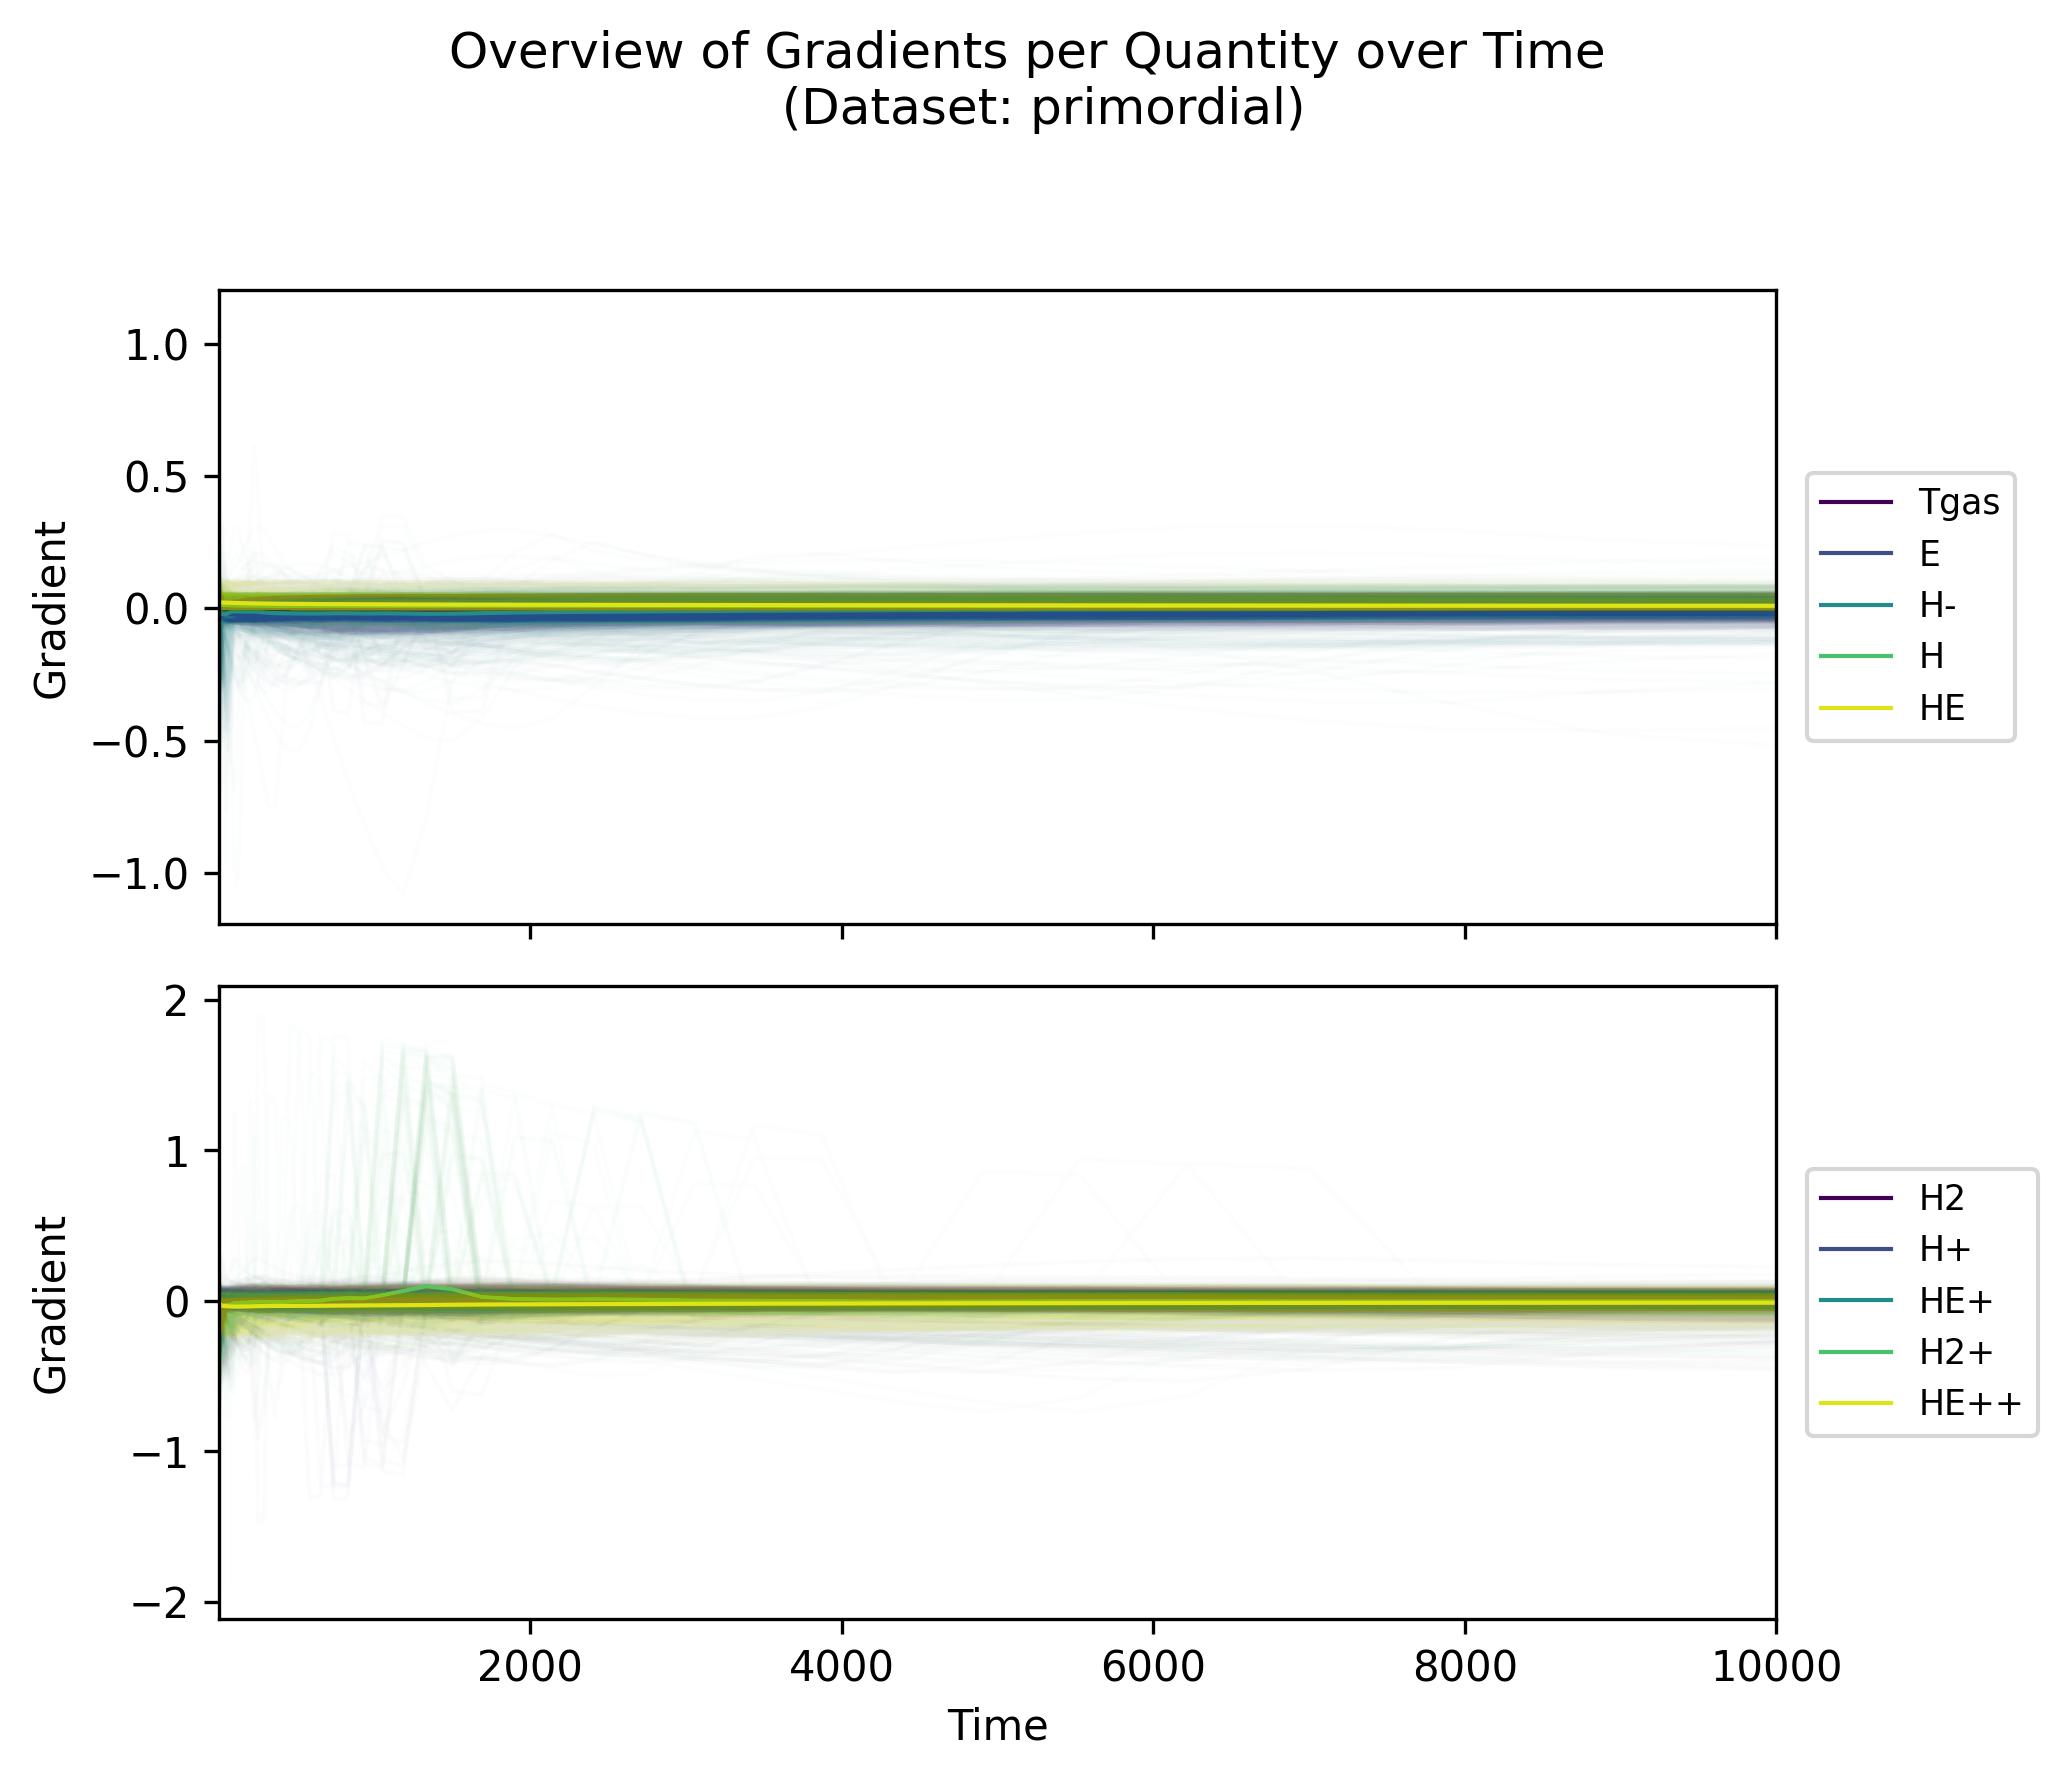 Overview of Gradients per Quantity over Time
(Dataset: primordial)
1.0
0.5
0.0
−0.5
−1.0
Gradient
Tgas
E
H-
H
HE
2
1
0
−1
−2
Gradient
H2
H+
HE+
H2+
HE++
2000
4000
6000
8000
10000
Time